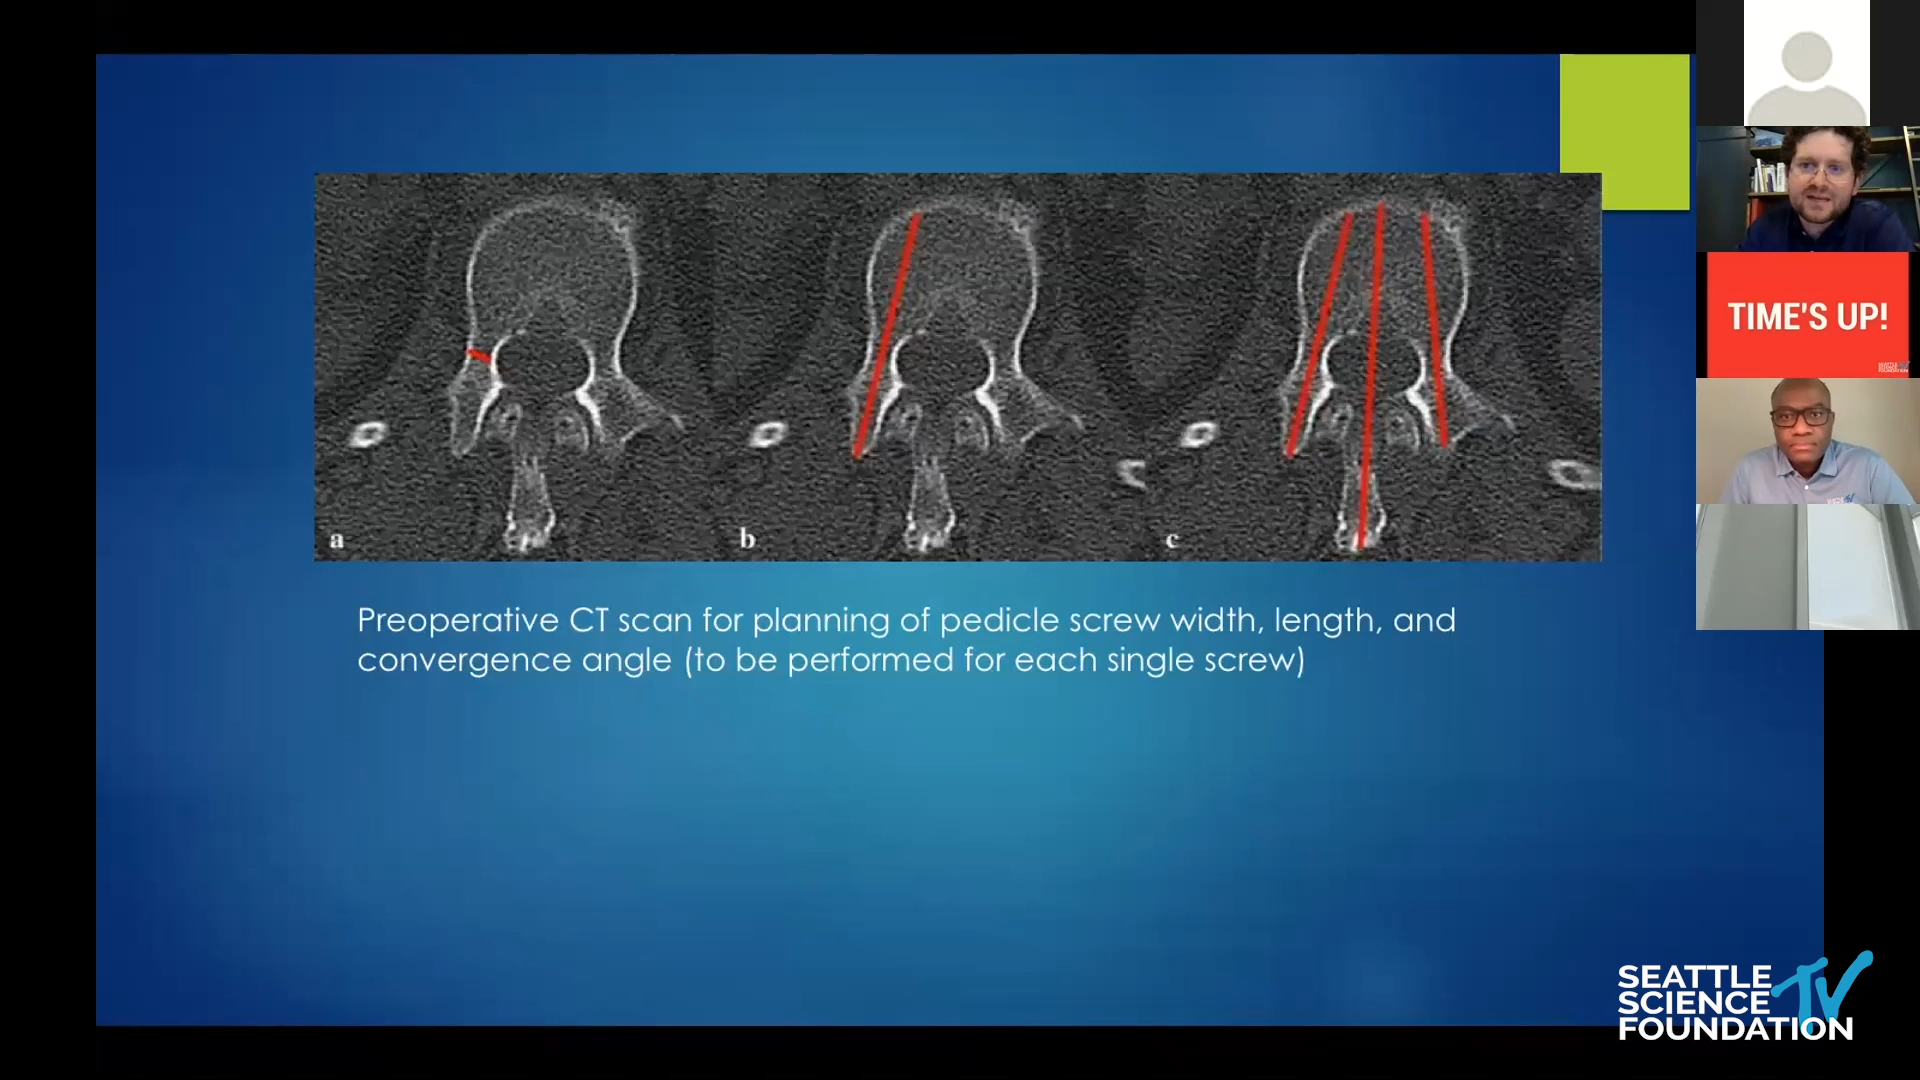 a
b
c
Preoperative CT scan for planning of pedicle screw width, length, and
convergence angle (to be performed for each single screw)
TIME'S UP!
SEATTLE
SCIENCE TV
FOUNDATION